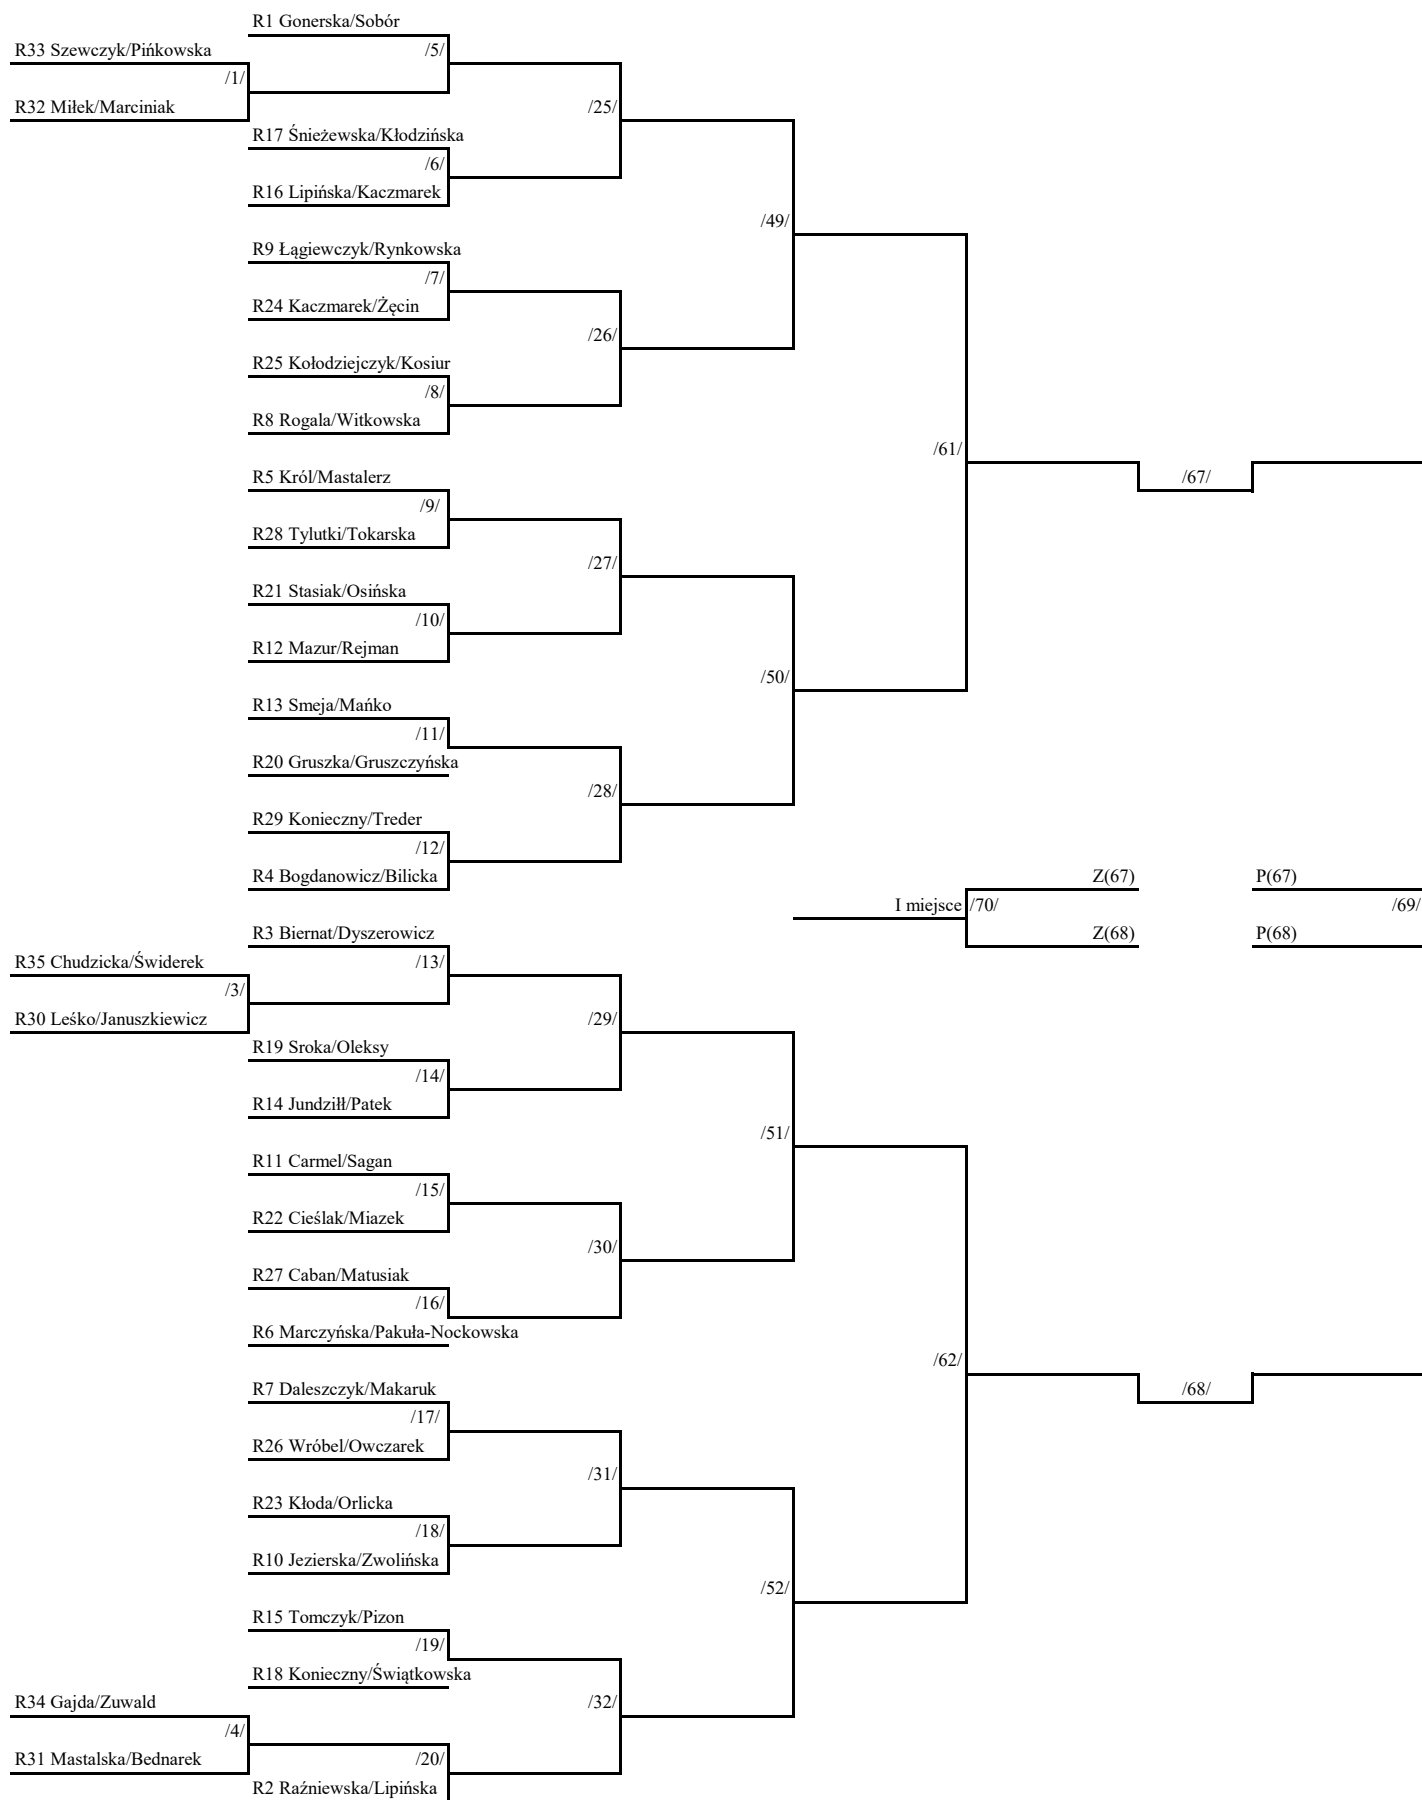 R1 Gonerska/Sobór
R33 Szewczyk/Pińkowska
/5/
/1/
R32 Miłek/Marciniak
/25/
R17 Śnieżewska/Kłodzińska
/6/
R16 Lipińska/Kaczmarek
/49/
R9 Łągiewczyk/Rynkowska
/7/
R24 Kaczmarek/Żęcin
/26/
R25 Kołodziejczyk/Kosiur
/8/
R8 Rogala/Witkowska
/61/
R5 Król/Mastalerz
/67/
/9/
R28 Tylutki/Tokarska
/27/
R21 Stasiak/Osińska
/10/
R12 Mazur/Rejman
/50/
R13 Smeja/Mańko
/11/
R20 Gruszka/Gruszczyńska
/28/
R29 Konieczny/Treder
/12/
R4 Bogdanowicz/Bilicka
Z(67)
P(67)
I miejsce /70/
/69/
R3 Biernat/Dyszerowicz
Z(68)
P(68)
R35 Chudzicka/Świderek
/13/
/3/
R30 Leśko/Januszkiewicz
/29/
R19 Sroka/Oleksy
/14/
R14 Jundziłł/Patek
/51/
R11 Carmel/Sagan
/15/
R22 Cieślak/Miazek
/30/
R27 Caban/Matusiak
/16/
R6 Marczyńska/Pakuła-Nockowska
/62/
R7 Daleszczyk/Makaruk
/68/
/17/
R26 Wróbel/Owczarek
/31/
R23 Kłoda/Orlicka
/18/
R10 Jezierska/Zwolińska
/52/
R15 Tomczyk/Pizon
/19/
R18 Konieczny/Świątkowska
R34 Gajda/Zuwald
/32/
/4/
R31 Mastalska/Bednarek
/20/
R2 Raźniewska/Lipińska